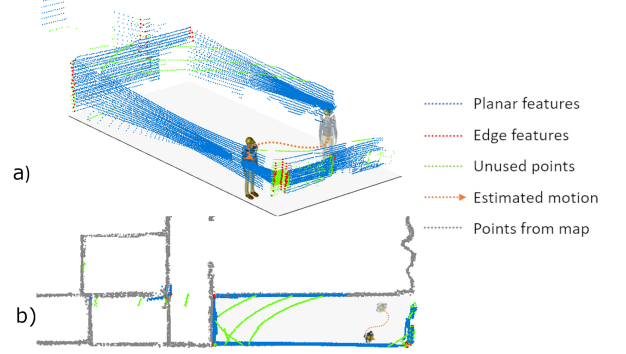 Planar features
Edge features
a)
Unused points
Estimated motion
Points from map
b)